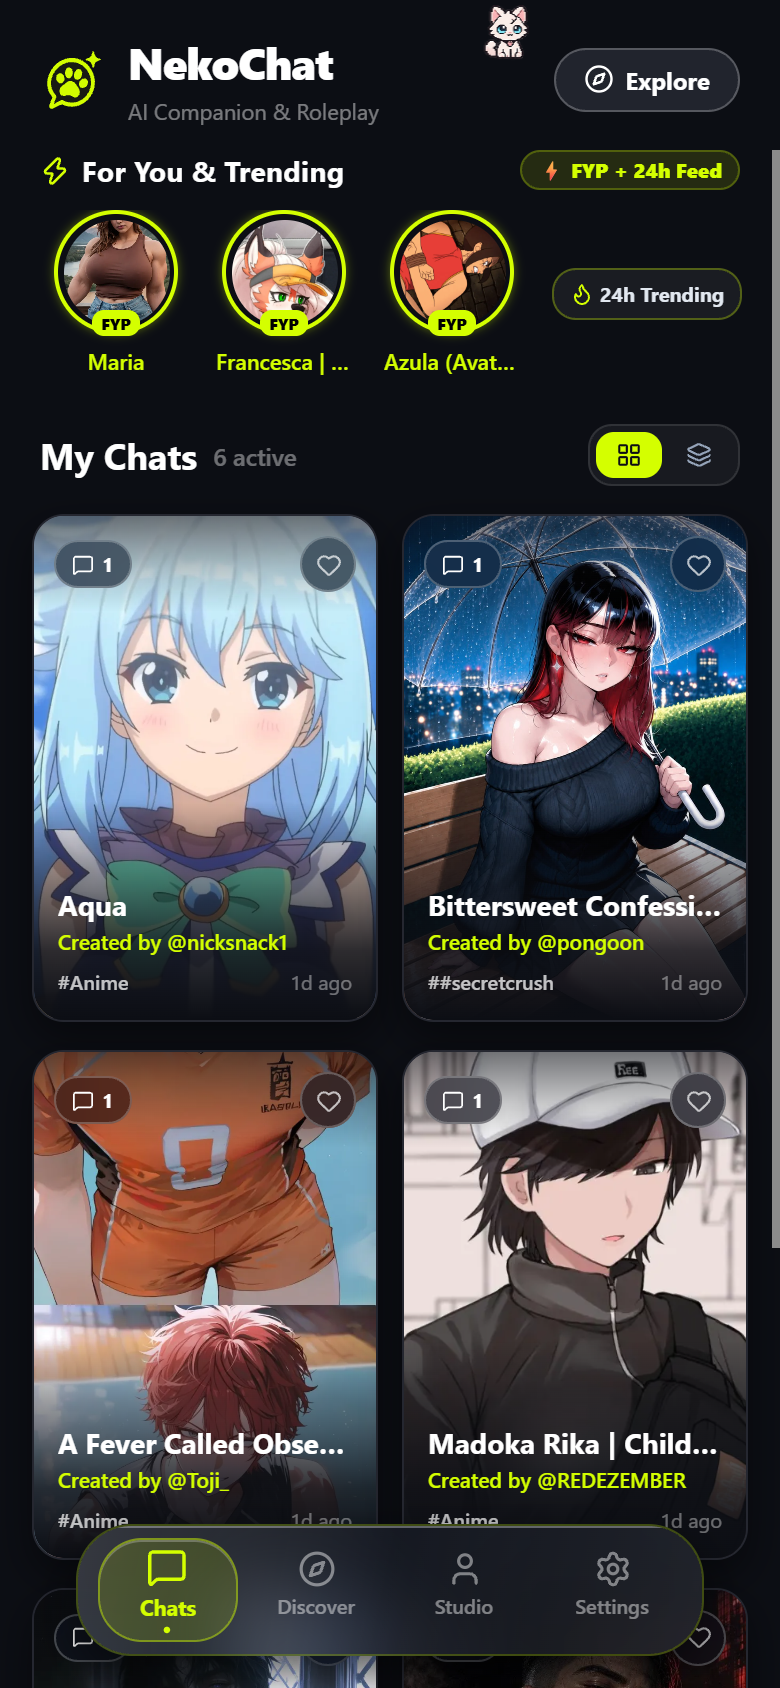 NekoChat
AI Companion & Roleplay
Explore
For You & Trending
FYP + 24h Feed
FYP
FYP
FYP
24h Trending
Maria
Francesca | ...
Azula (Avat...
My Chats
6 active
1
1
Aqua
Created by @nicksnack1
#Anime
1d ago
Bittersweet Confessi...
Created by @pongoon
##secretcrush
1d ago
1
1
A Fever Called Obse...
Created by @Toji_
#Anime
1d ago
Madoka Rika | Child...
Created by @REDEZEMBER
#Anime
1d ago
Chats
Discover
Studio
Settings